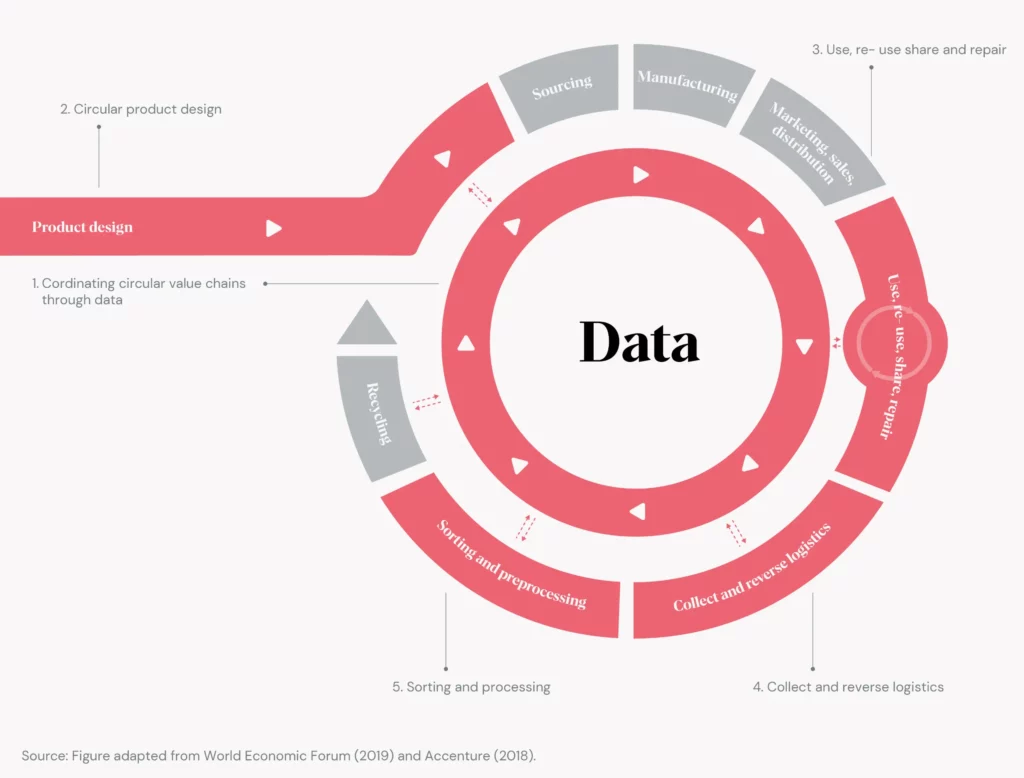 3. Use, re- use share and repair
2. Circular product design
Sourcing
Manufacturing
Marketing, sales,
distribution
Product design
1. Cordinating circular value chains
through data
Use, re- use, share, repair
Data
Recycling
Sorting and preprocessing
Collect and reverse logistics
5. Sorting and processing
4. Collect and reverse logistics
Source: Figure adapted from World Economic Forum (2019) and Accenture (2018).